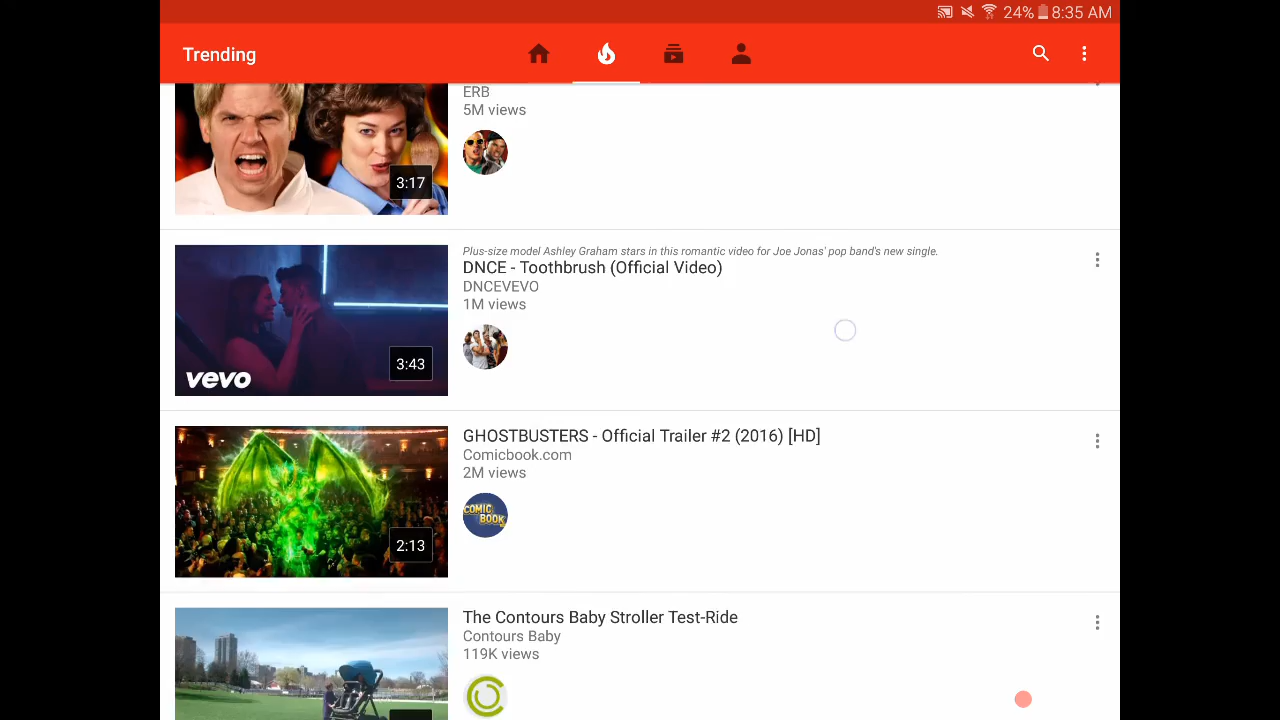 24% 8:35 AM
Trending
ERB
5M views
3:17
Plus-size model Ashley Graham stars in this romantic video for Joe Jonas' pop band's new single.
DNCE - Toothbrush (Official Video)
DNCEVEVO
1M views
3:43
vevo
GHOSTBUSTERS - Official Trailer #2 (2016) [HD]
Comicbook.com
2M views
COMIC
BOOK
2:13
The Contours Baby Stroller Test-Ride
Contours Baby
119K views